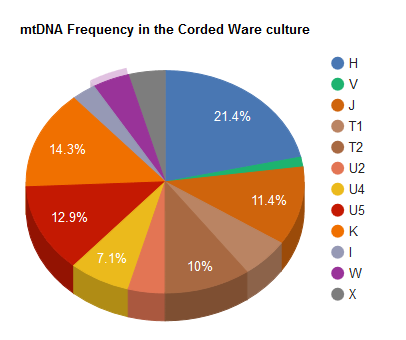 mtDNA Frequency in the Corded Ware culture
21.4%
11.4%
10%
7.1%
12.9%
14.3%
H
V
J
T1
T2
U2
U4
U5
K
I
W
X